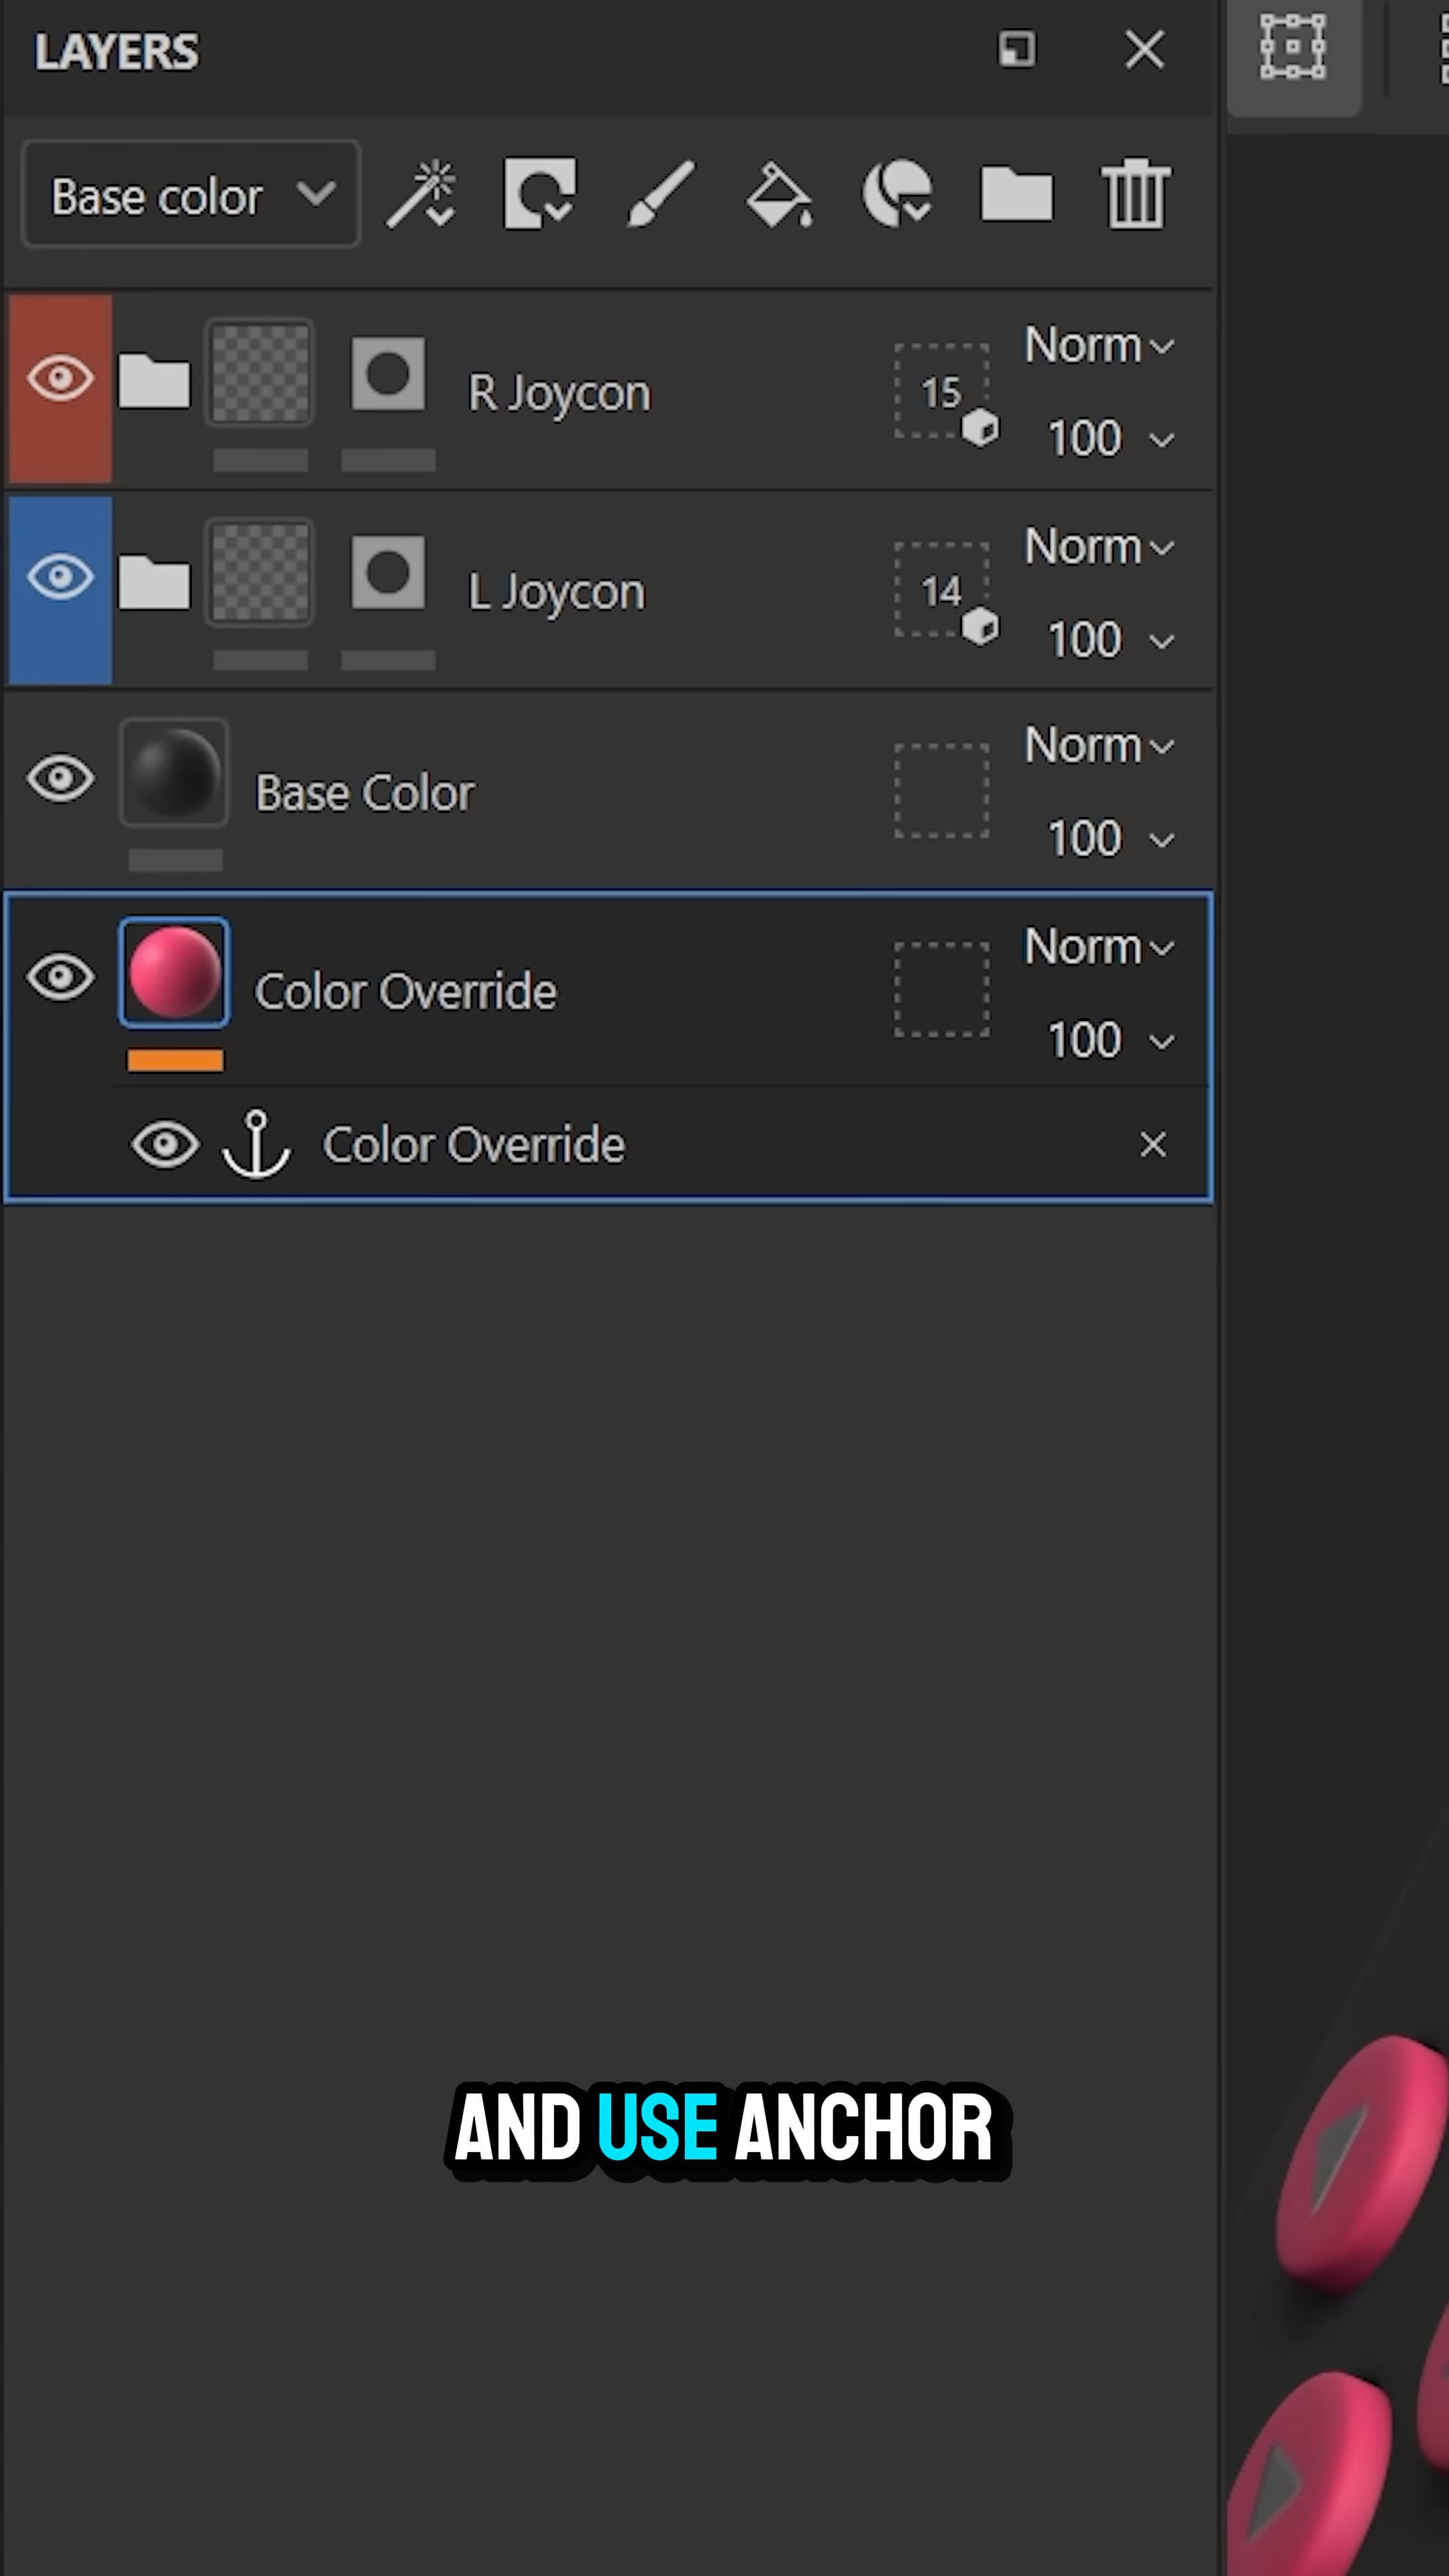 LAYERS
Base color
R Joycon
15
Norm
100
L Joycon
14
Norm
100
Base Color
Norm
100
Color Override
Norm
100
Color Override
AND USE ANCHOR